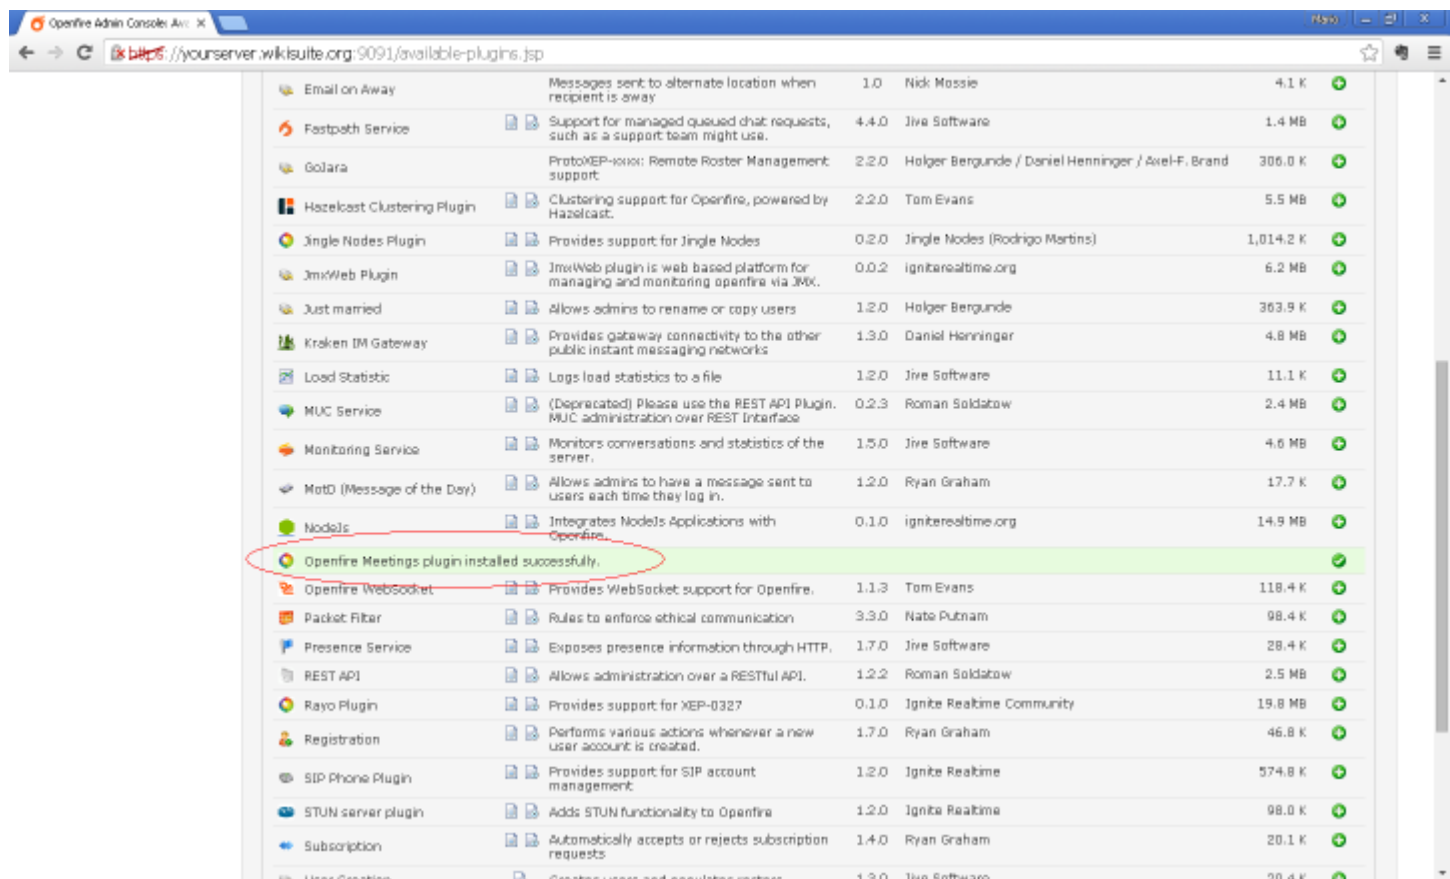 Openfire Admin Console: Ava
Mario
https://yourserver.wikisuite.org:9091/available-plugins.jsp
Email on Away Messages sent to alternate location when 1.0 Nick Mossie 4.1 K
recipient is away
Fastpath Service Support for managed queued chat requests, 4.4.0 Jive Software 1.4 MB
such as a support team might use.
GoJara ProtoXEP-xxxx: Remote Roster Management 2.2.0 Holger Bergunde / Daniel Henninger / Axel-F. Brand 306.0 K
support
Hazelcast Clustering Plugin Clustering support for Openfire, powered by 2.2.0 Tom Evans 5.5 MB
Hazelcast.
Jingle Nodes Plugin Provides support for Jingle Nodes 0.2.0 Jingle Nodes (Rodrigo Martins) 1,014.2 K
JmxWeb Plugin JmxWeb plugin is web based platform for 0.0.2 igniterealtime.org 6.2 MB
managing and monitoring openfire via JMX.
Just married Allows admins to rename or copy users 1.2.0 Holger Bergunde 363.9 K
Kraken IM Gateway Provides gateway connectivity to the other 1.3.0 Daniel Henninger 4.8 MB
public instant messaging networks
Load Statistic Logs load statistics to a file 1.2.0 Jive Software 11.1 K
MUC Service (Deprecated) Please use the REST API Plugin. 0.2.3 Roman Soldatow 2.4 MB
MUC administration over REST Interface
Monitoring Service Monitors conversations and statistics of the 1.5.0 Jive Software 4.6 MB
server.
MotD (Message of the Day) Allows admins to have a message sent to 1.2.0 Ryan Graham 17.7 K
users each time they log in.
NodeJs Integrates NodeJs Applications with 0.1.0 igniterealtime.org 14.9 MB
Openfire.
Openfire Meetings plugin installed successfully.
Openfire WebSocket Provides WebSocket support for Openfire. 1.1.3 Tom Evans 118.4 K
Packet Filter Rules to enforce ethical communication 3.3.0 Nate Putnam 98.4 K
Presence Service Exposes presence information through HTTP. 1.7.0 Jive Software 28.4 K
REST API Allows administration over a RESTful API. 1.2.2 Roman Soldatow 2.5 MB
Rayo Plugin Provides support for XEP-0327 0.1.0 Ignite Realtime Community 19.8 MB
Registration Performs various actions whenever a new 1.7.0 Ryan Graham 46.8 K
user account is created.
SIP Phone Plugin Provides support for SIP account 1.2.0 Ignite Realtime 574.8 K
management
STUN server plugin Adds STUN functionality to Openfire 1.2.0 Ignite Realtime 98.0 K
Subscription Automatically accepts or rejects subscription 1.4.0 Ryan Graham 20.1 K
requests